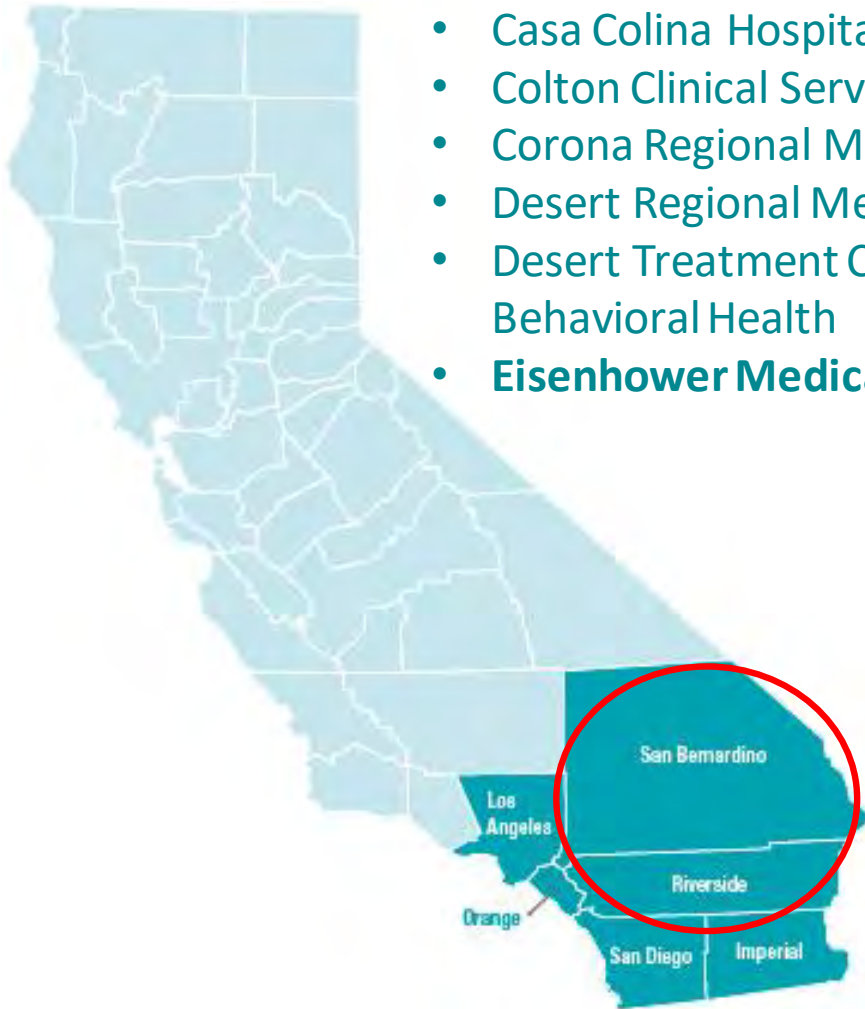 • Casa Colina Hospita
• Colton Clinical Serv
• Corona Regional M
• Desert Regional Me
• Desert Treatment C
Behavioral Health
• Eisenhower Medica
San Bernardino
Los
Angeles
Riverside
Orange
San Diego
Imperial